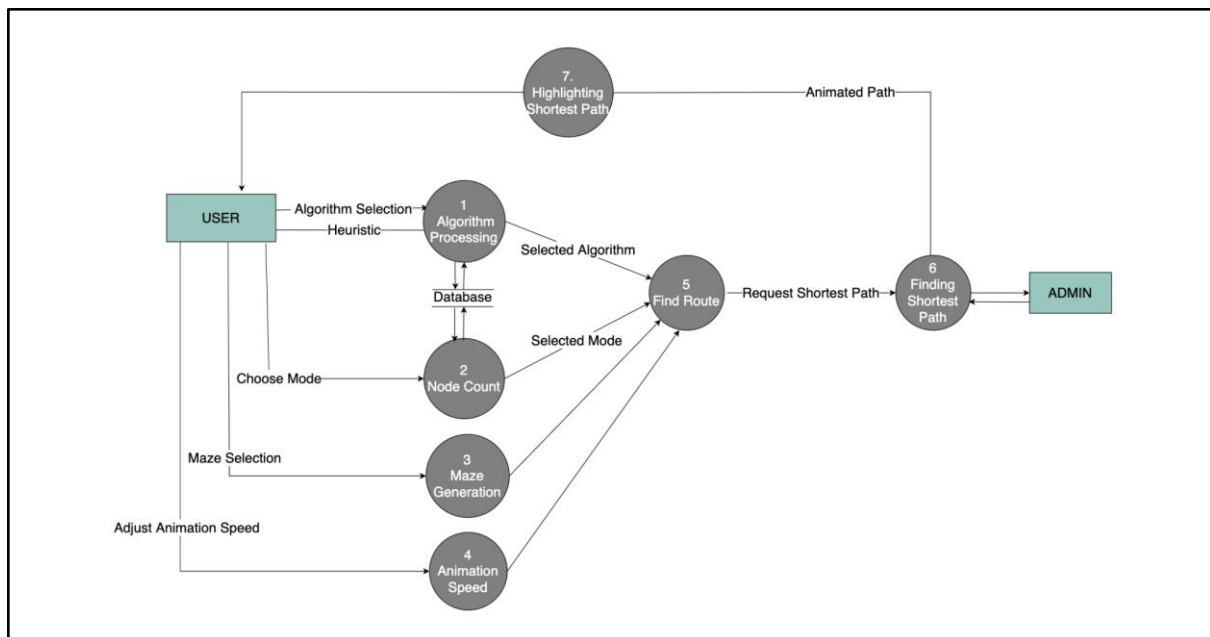 7.
Highlighting
Shortest Path
Animated Path
USER
Algorithm Selection
Heuristic
1
Algorithm
Processing
Selected Algorithm
Database
5
Find Route
Request Shortest Path
6
Finding
Shortest
Path
ADMIN
Selected Mode
Choose Mode
2
Node Count
Maze Selection
3
Maze
Generation
Adjust Animation Speed
4
Animation
Speed